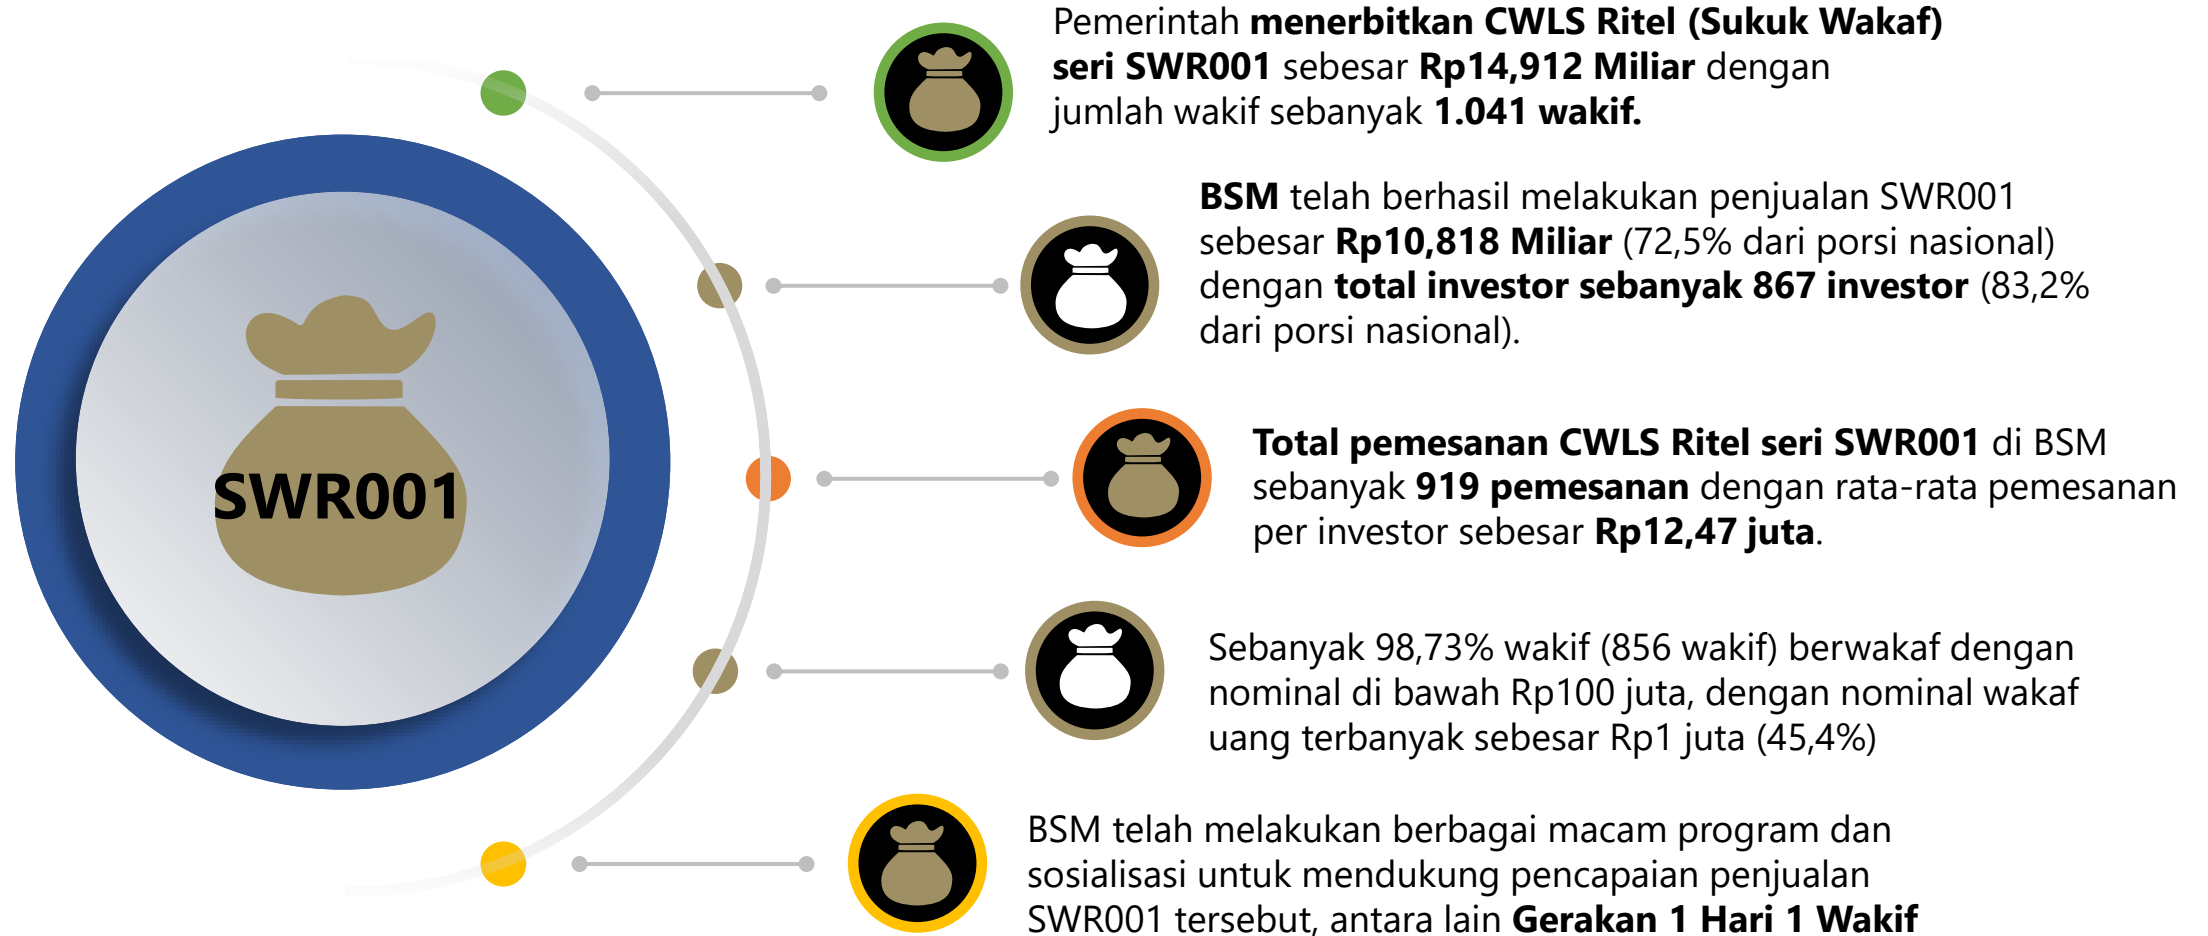 Pemerintah menerbitkan CWLS Ritel (Sukuk Wakaf)
seri SWR001 sebesar Rp14,912 Miliar dengan
jumlah wakif sebanyak 1.041 wakif.
BSM telah berhasil melakukan penjualan SWR001
sebesar Rp10,818 Miliar (72,5% dari porsi nasional)
dengan total investor sebanyak 867 investor (83,2%
dari porsi nasional).
SWR001
Total pemesanan CWLS Ritel seri SWR001 di BSM
sebanyak 919 pemesanan dengan rata-rata pemesanan
per investor sebesar Rp12,47 juta.
Sebanyak 98,73% wakif (856 wakif) berwakaf dengan
nominal di bawah Rp100 juta, dengan nominal wakaf
uang terbanyak sebesar Rp1 juta (45,4%)
BSM telah melakukan berbagai macam program dan
sosialisasi untuk mendukung pencapaian penjualan
SWR001 tersebut, antara lain Gerakan 1 Hari 1 Wakif